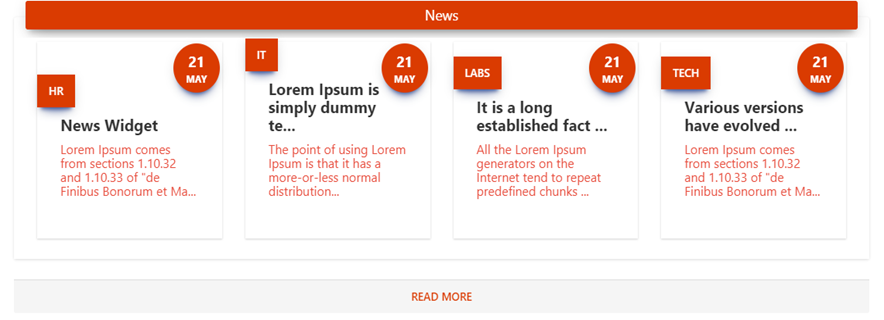 News
21
MAY
HR
News Widget
Lorem Ipsum comes
from sections 1.10.32
and 1.10.33 of "de
Finibus Bonorum et Ma...
21
MAY
IT
Lorem Ipsum is
simply dummy
te...
The point of using Lorem
Ipsum is that it has a
more-or-less normal
distribution...
21
MAY
LABS
It is a long
established fact ...
All the Lorem Ipsum
generators on the
Internet tend to repeat
predefined chunks ...
21
MAY
TECH
Various versions
have evolved ...
Lorem Ipsum comes
from sections 1.10.32
and 1.10.33 of "de
Finibus Bonorum et Ma...
READ MORE